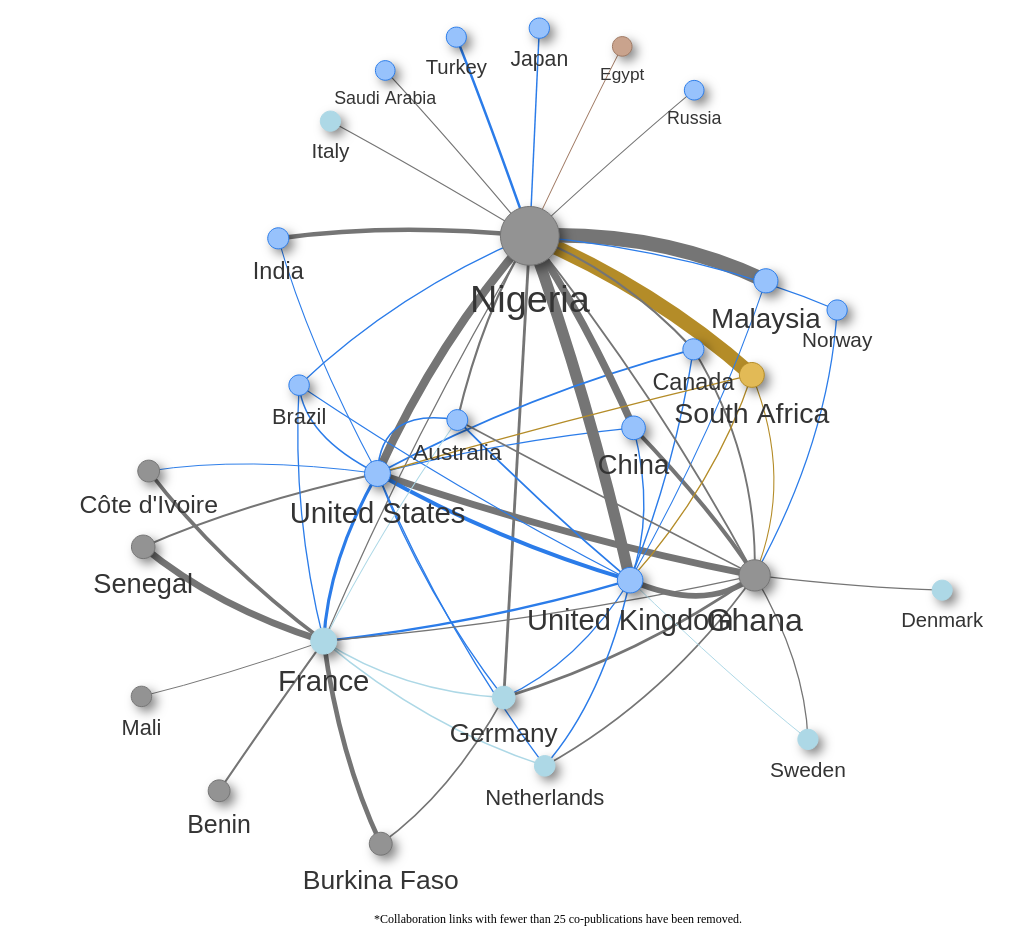 Japan
Turkey
Egypt
Saudi Arabia
Russia
Italy
India
Nigeria
Malaysia
Norway
Canada
South Africa
Brazil
Australia
China
Côte d'Ivoire
United States
Senegal
United Kingdom
Ghana
Denmark
France
Mali
Germany
Sweden
Netherlands
Benin
Burkina Faso
*Collaboration links with fewer than 25 co-publications have been removed.